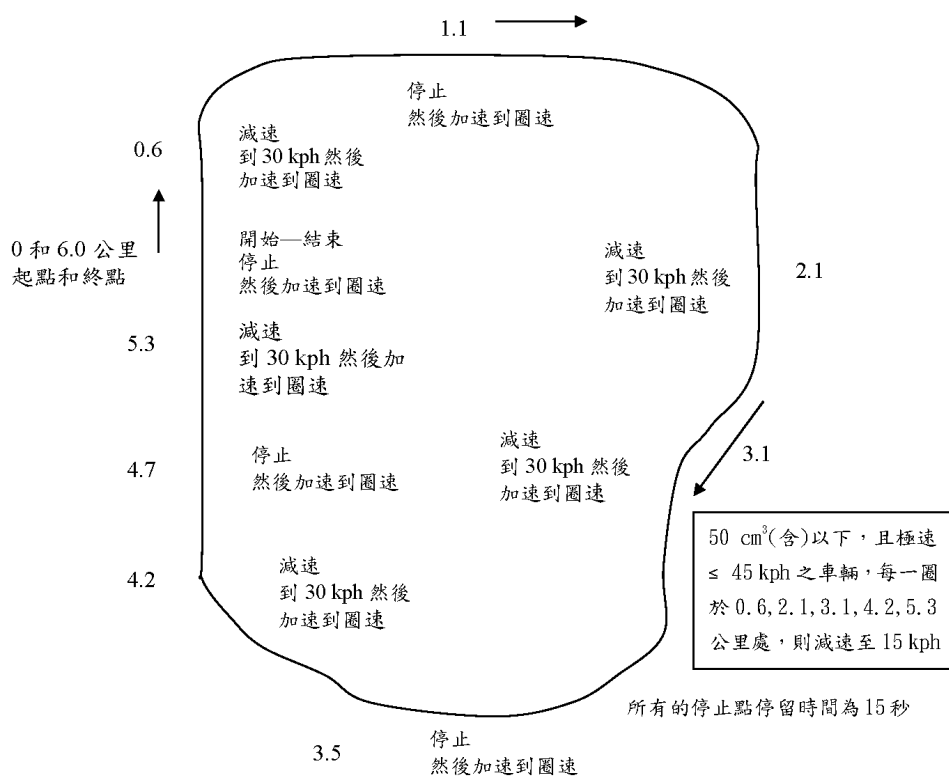 1.1
停止
然後加速到圈速
減速
到 30 kph 然後
加速到圈速
0.6
0 和 6.0 公里
起點和終點
開始—結束
停止
然後加速到圈速
減速
到 30 kph 然後
加速到圈速
2.1
5.3
減速
到 30 kph 然後加
速到圈速
4.7
停止
然後加速到圈速
減速
到 30 kph 然後
加速到圈速
3.1
4.2
減速
到 30 kph 然後
加速到圈速
50 cm³(含)以下，且極速
≤ 45 kph 之車輛，每一圈
於 0.6, 2.1, 3.1, 4.2, 5.3
公里處，則減速至 15 kph
所有的停止點停留時間為 15 秒
3.5
停止
然後加速到圈速